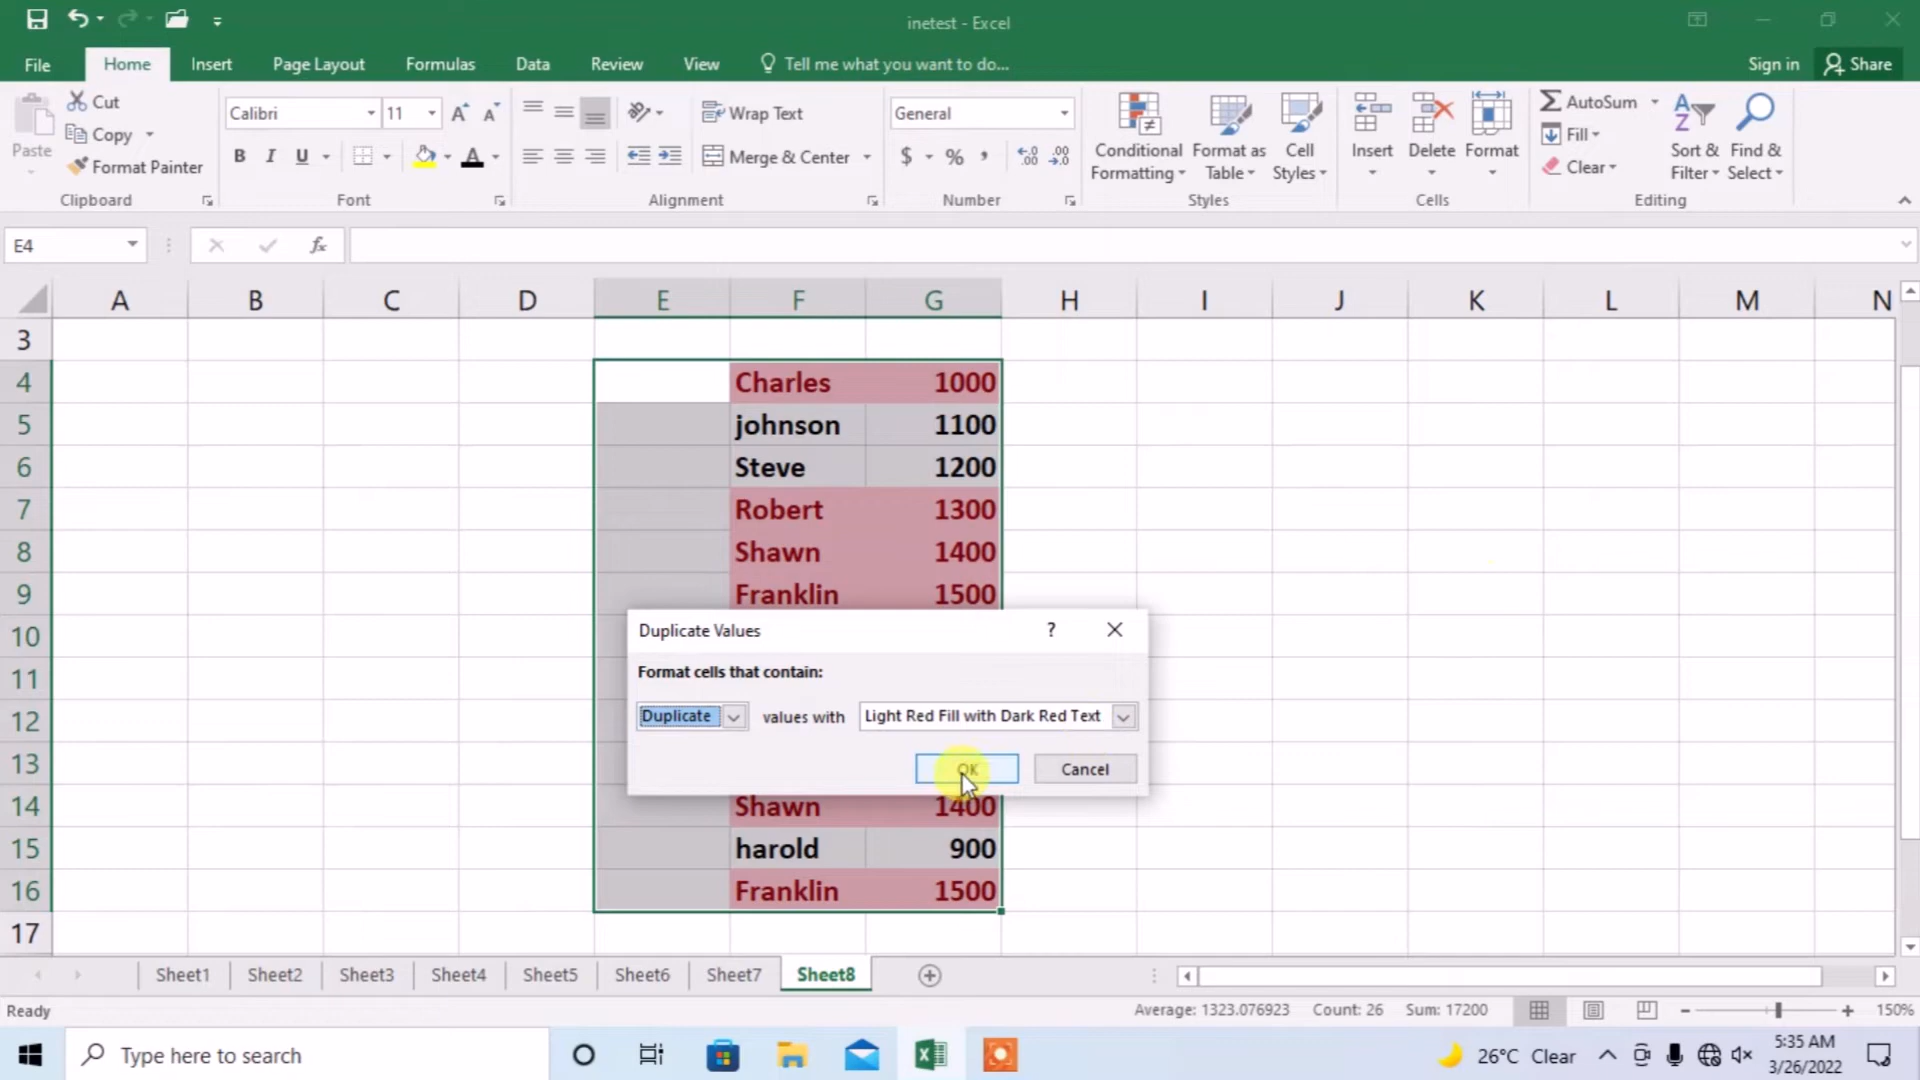 inetest - Excel
File Home Insert Page Layout Formulas Data Review View Tell me what you want to do... Sign in Share
Cut
Copy
Format Painter
Paste
Calibri 11
B I U A
Wrap Text
Merge & Center
General
$ % ,
Conditional Formatting
Format as Table
Cell Styles
Insert Delete Format
AutoSum
Fill
Clear
Sort & Filter
Find & Select
Clipboard Font Alignment Number Styles Cells Editing
E4 fx
A B C D E F G H I J K L M N
3
4 Charles 1000
5 johnson 1100
6 Steve 1200
7 Robert 1300
8 Shawn 1400
9 Franklin 1500
10
11
12
13
14 Shawn 1400
15 harold 900
16 Franklin 1500
17
Duplicate Values ?
Format cells that contain:
Duplicate values with Light Red Fill with Dark Red Text
OK Cancel
Sheet1 Sheet2 Sheet3 Sheet4 Sheet5 Sheet6 Sheet7 Sheet8
Ready Average: 1323.076923 Count: 26 Sum: 17200 150%
Type here to search 26°C Clear 5:35 AM
3/26/2022